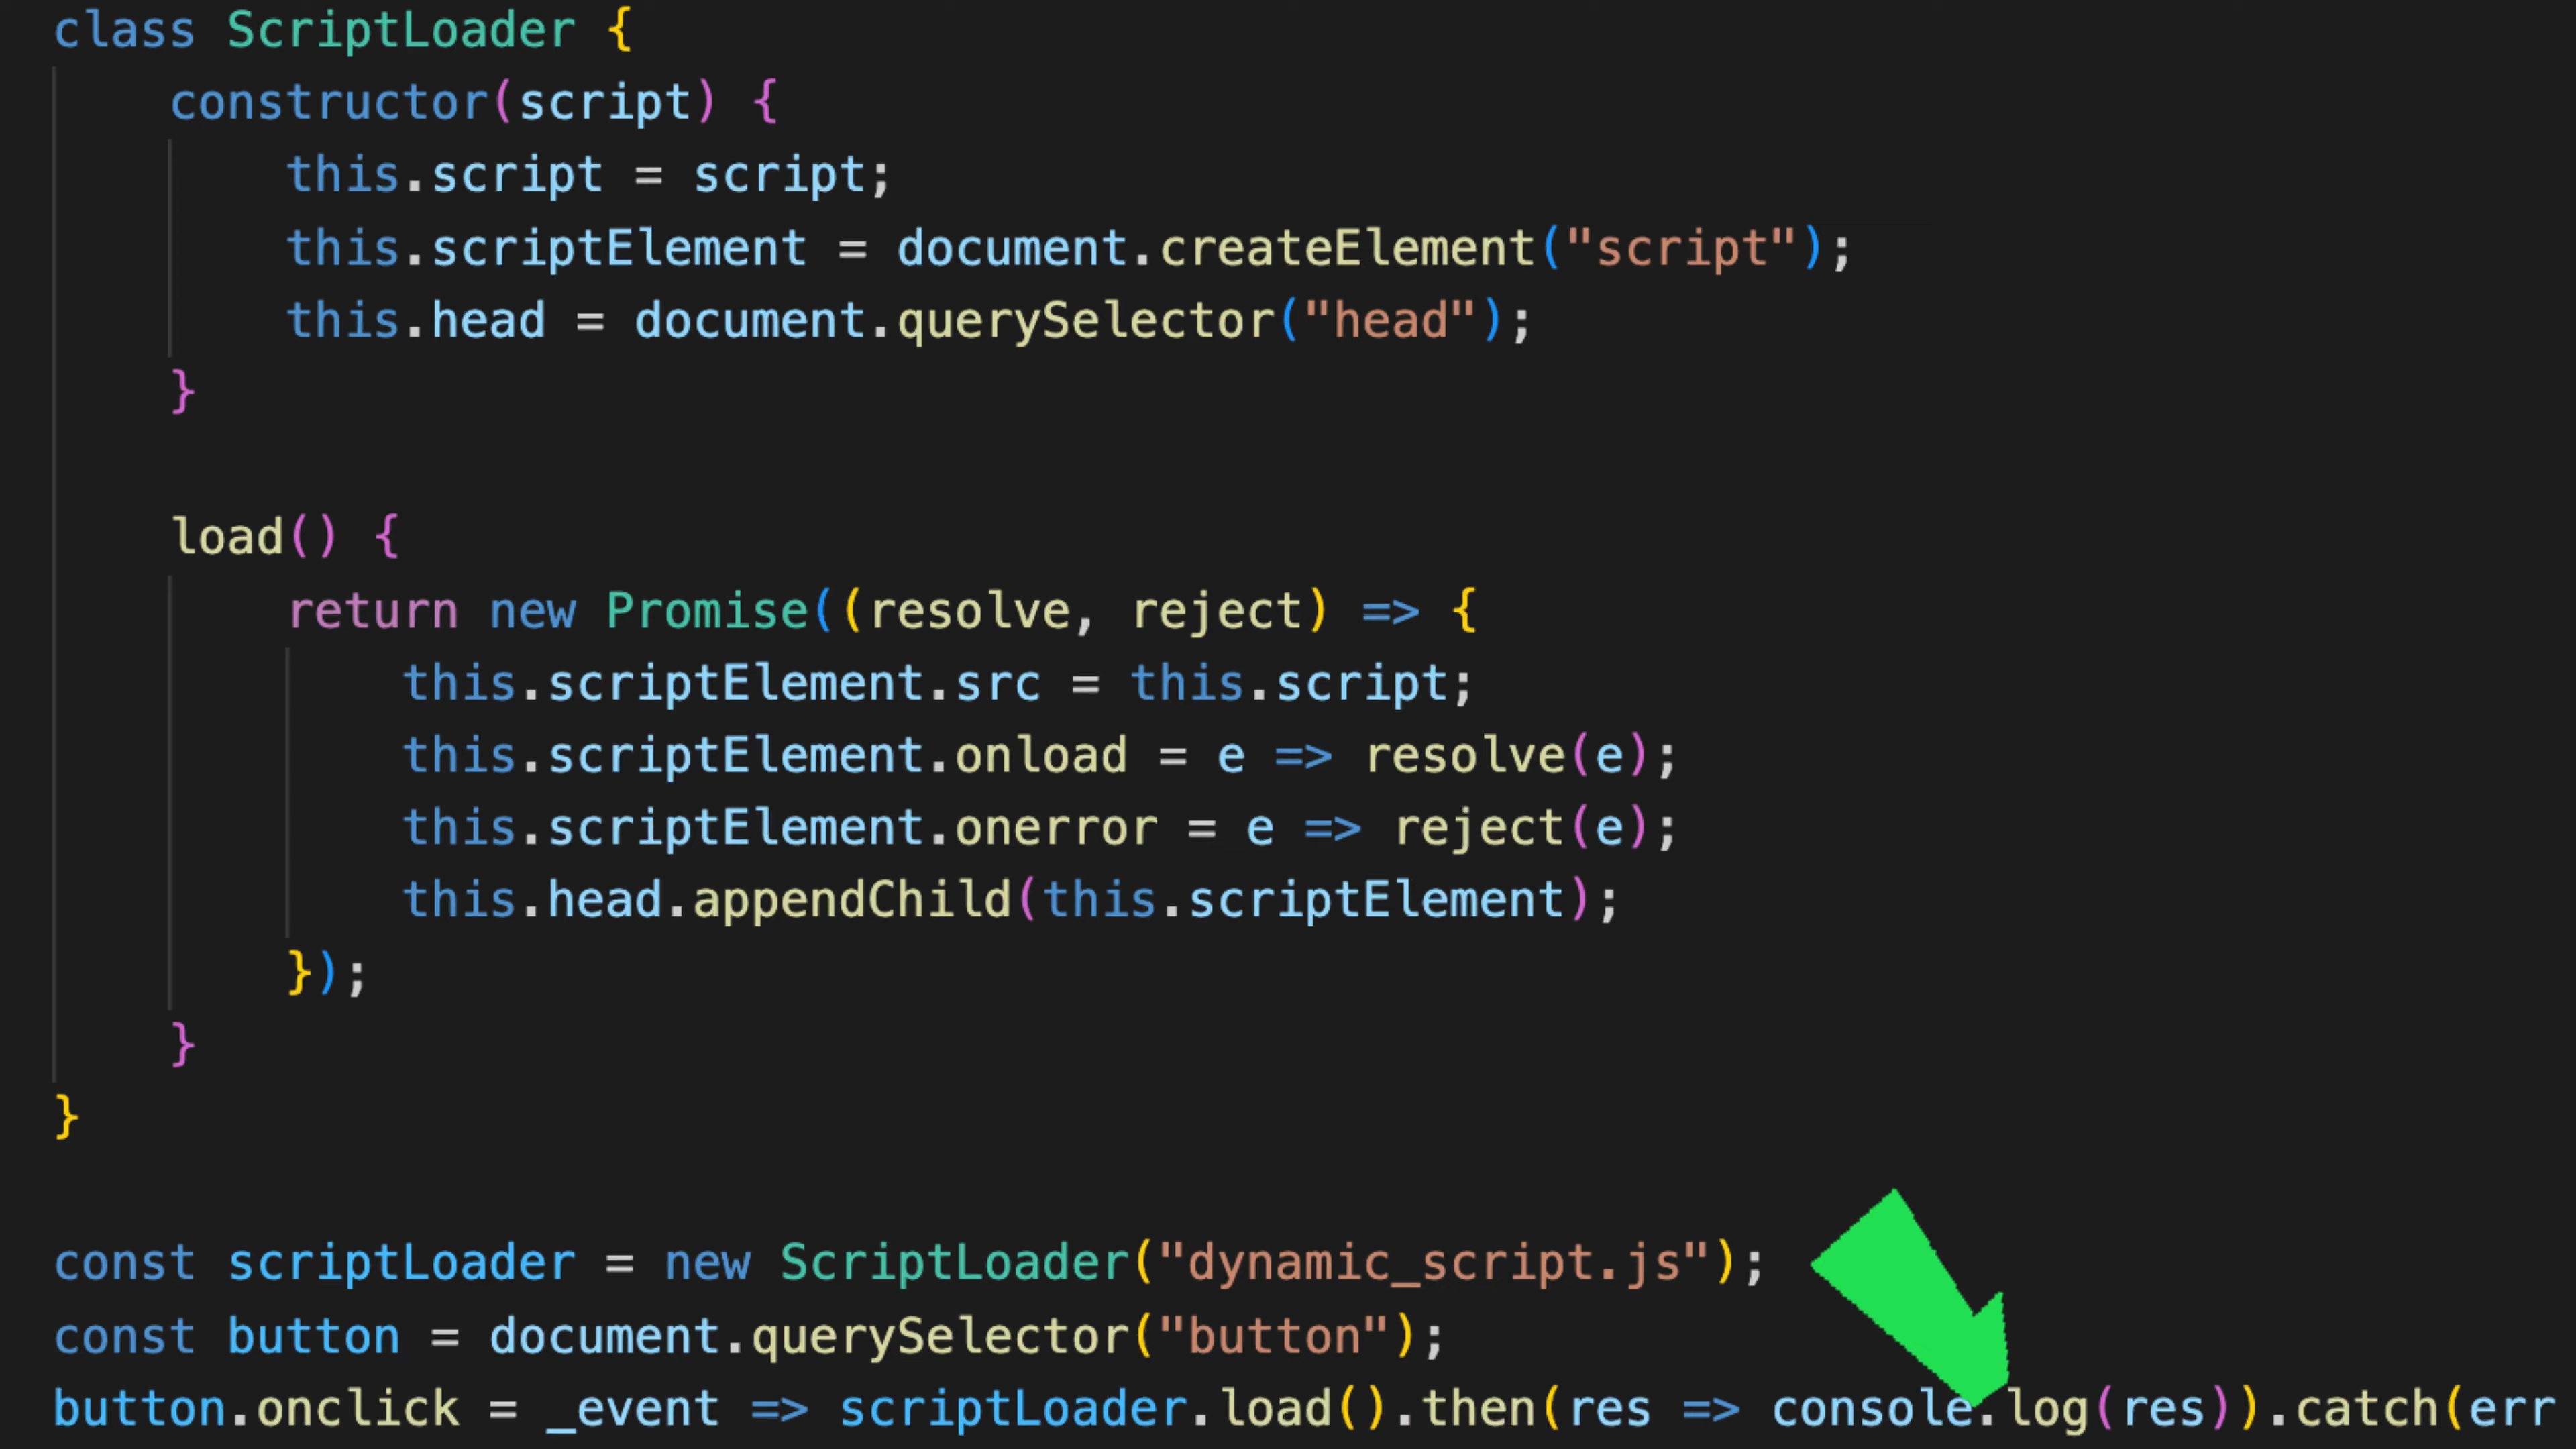 class ScriptLoader {
constructor(script) {
this.script = script;
this.scriptElement = document.createElement("script");
this.head = document.querySelector("head");
}
load() {
return new Promise((resolve, reject) => {
this.scriptElement.src = this.script;
this.scriptElement.onload = e => resolve(e);
this.scriptElement.onerror = e => reject(e);
this.head.appendChild(this.scriptElement);
});
}
}
const scriptLoader = new ScriptLoader("dynamic_script.js");
const button = document.querySelector("button");
button.onclick = _event => scriptLoader.load().then(res => console.log(res)).catch(err